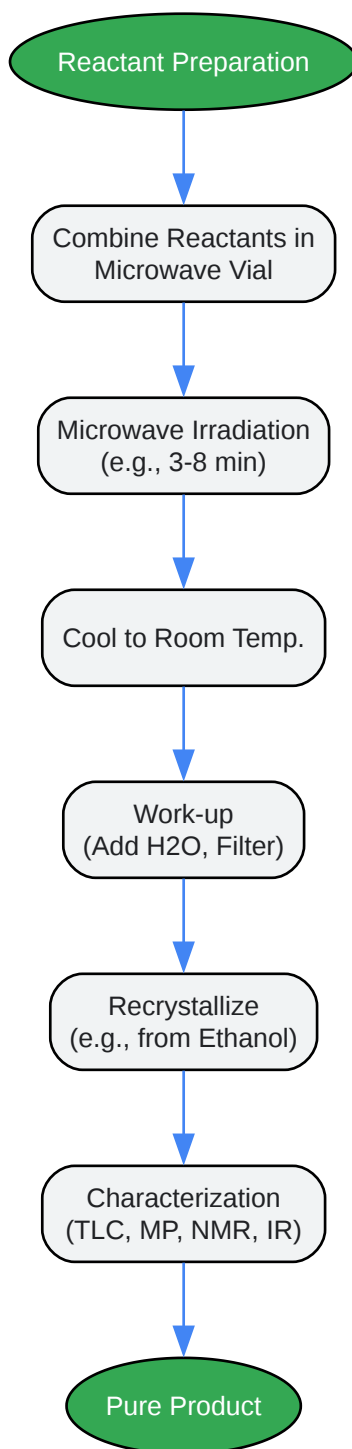 Reactant Preparation
Combine Reactants in
Microwave Vial
Microwave Irradiation
(e.g., 3-8 min)
Cool to Room Temp.
Work-up
(Add H2O, Filter)
Recrystallize
(e.g., from Ethanol)
Characterization
(TLC, MP, NMR, IR)
Pure Product